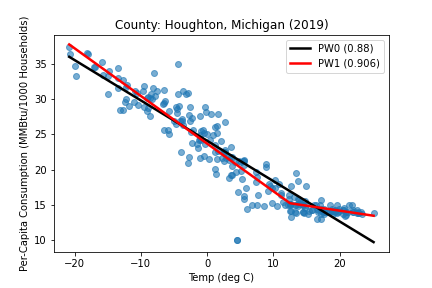 County: Houghton, Michigan (2019)
PW0 (0.88)
PW1 (0.906)
Per-Capita Consumption (MMBtu/1000 Households)
35
30
25
20
15
10
−20 −10 0 10 20
Temp (deg C)